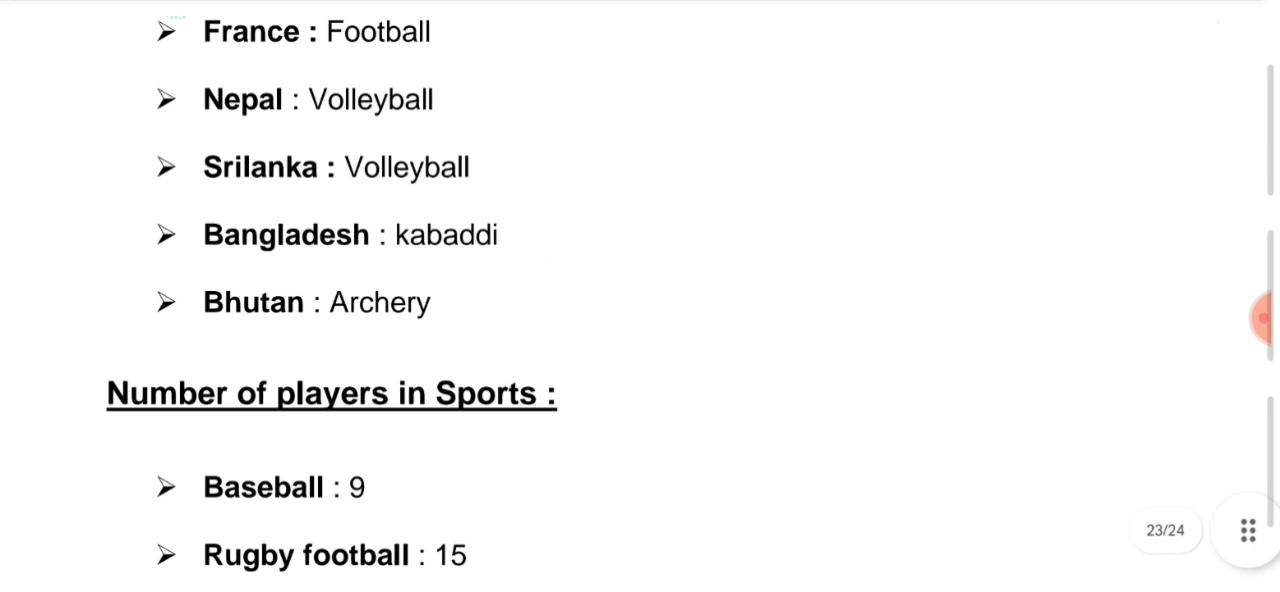 ➢ France : Football
➢ Nepal : Volleyball
➢ Srilanka : Volleyball
➢ Bangladesh : kabaddi
➢ Bhutan : Archery
Number of players in Sports :
➢ Baseball : 9
23/24
➢ Rugby football : 15